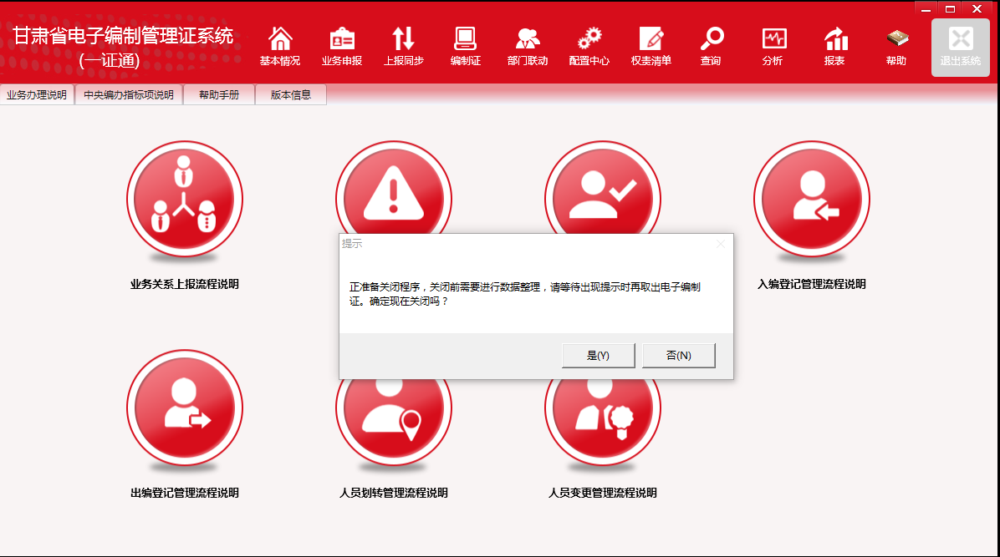 甘肃省电子编制管理证系统
(一证通)
基本情况
业务申报
上报同步
编制证
部门联动
配置中心
权责清单
查询
分析
报表
帮助
退出系统
业务办理说明
中央编办指标项说明
帮助手册
版本信息
业务关系上报流程说明
入编登记管理流程说明
提示
正准备关闭程序，关闭前需要进行数据整理，请等待出现提示时再取出电子编制
证。确定现在关闭吗？
是(Y)
否(N)
出编登记管理流程说明
人员划转管理流程说明
人员变更管理流程说明